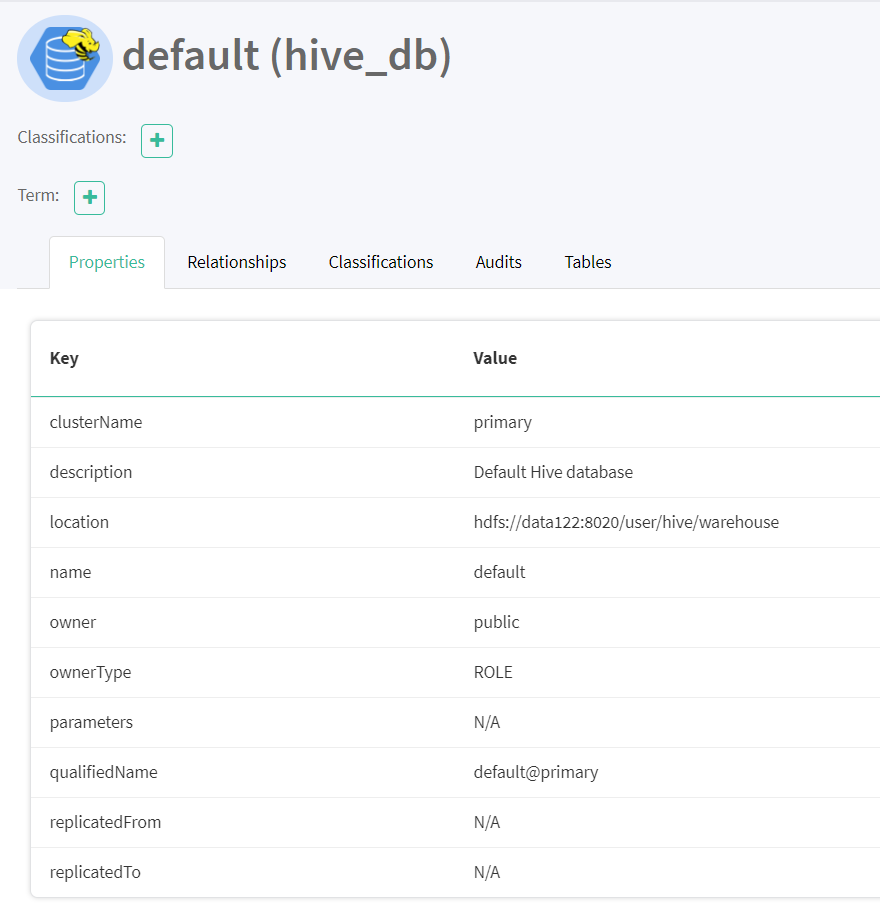 default (hive_db)
Classifications:
Term:
Properties Relationships Classifications Audits Tables
Key Value
clusterName primary
description Default Hive database
location hdfs://data122:8020/user/hive/warehouse
name default
owner public
ownerType ROLE
parameters N/A
qualifiedName default@primary
replicatedFrom N/A
replicatedTo N/A